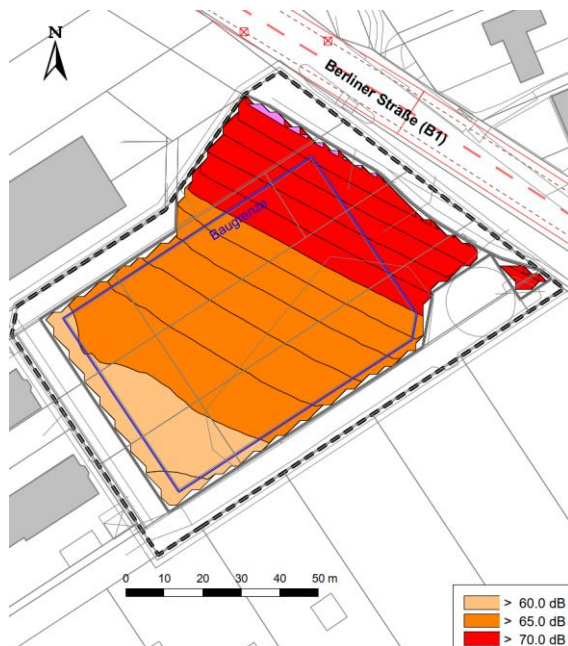 N
Berliner Straße (B1)
Baugrenze
0 10 20 30 40 50 m
> 60.0 dB
> 65.0 dB
> 70.0 dB